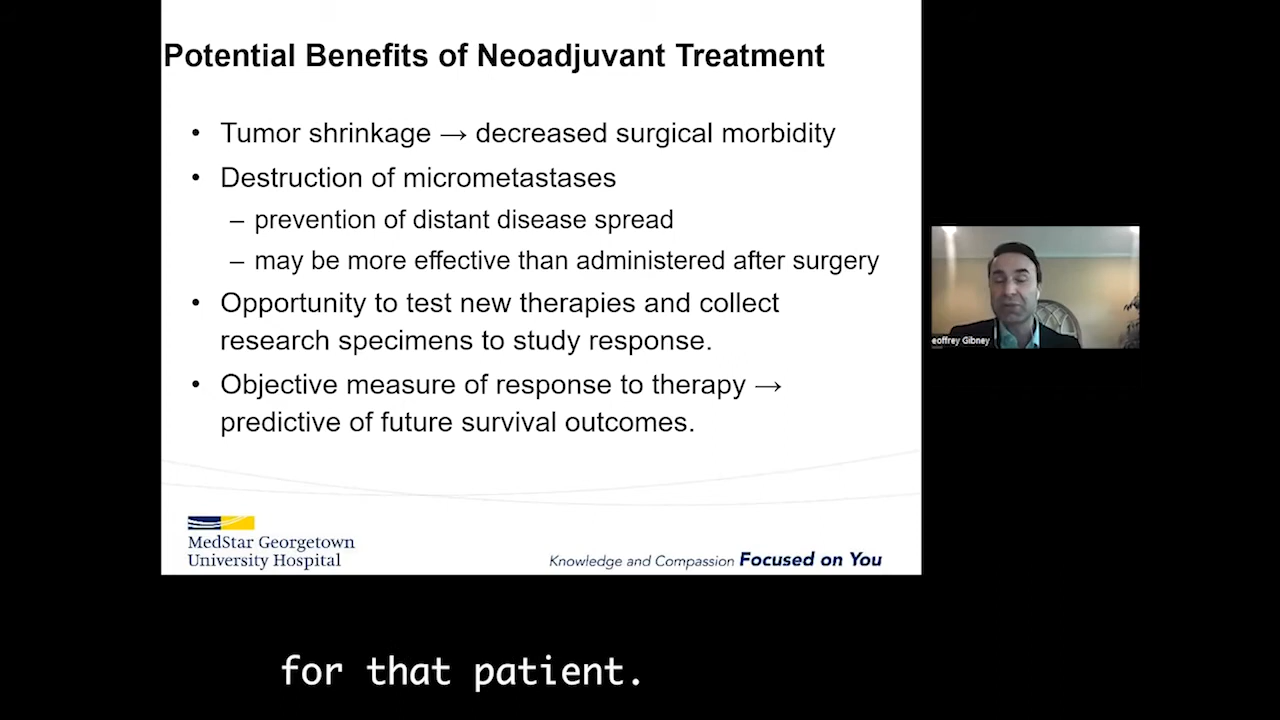 Potential Benefits of Neoadjuvant Treatment
• Tumor shrinkage → decreased surgical morbidity
• Destruction of micrometastases
– prevention of distant disease spread
– may be more effective than administered after surgery
• Opportunity to test new therapies and collect
research specimens to study response.
• Objective measure of response to therapy →
predictive of future survival outcomes.
eoffrey Gibney
MedStar Georgetown
University Hospital
Knowledge and Compassion Focused on You
for that patient.